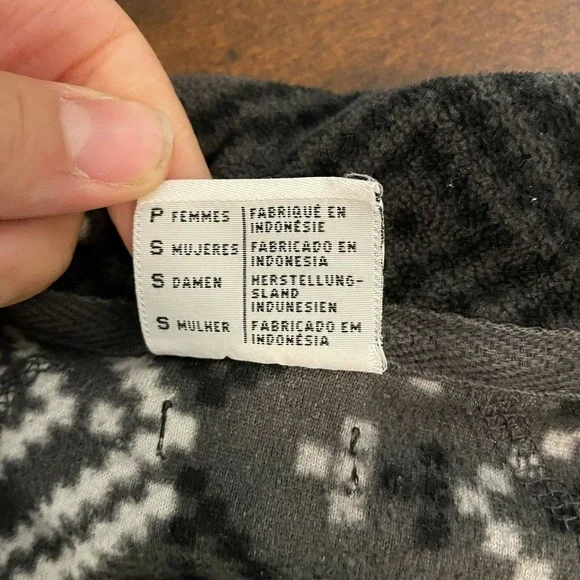 P FEMMES FABRIQUÉ EN
INDONÉSIE
S MUJERES FABRICADO EN
INDONESIA
S DAMEN HERSTELLUNG-
SLAND
INDUNESIEN
S MULHER FABRICADO EM
INDONÉSIA